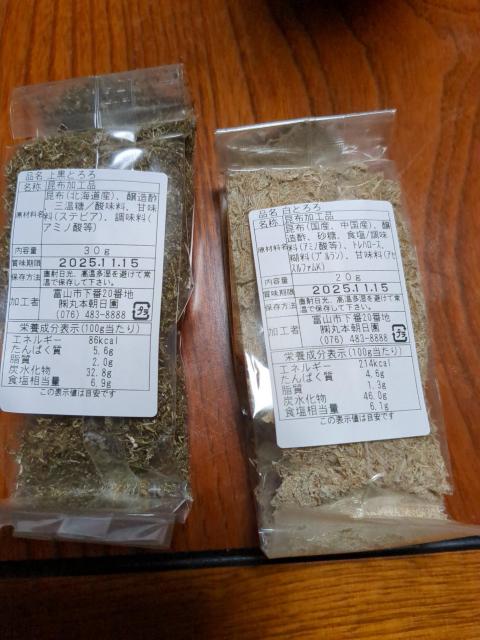 品名 上黒とろろ
名称 昆布加工品
原材料名 昆布(北海道産)、醸造酢
、三温糖/酸味料、甘味
料(ステビア)、調味料(
アミノ酸等)
内容量 30g
賞味期限 2025.11.15
保存方法 直射日光、高温多湿を避けて常
温で保存して下さい。
加工者 富山市下番20番地
㈱丸本朝日園
(076) 483-8888
プラ
栄養成分表示(100g当たり)
エネルギー 86kcal
たんぱく質 5.6g
脂質 2.0g
炭水化物 32.8g
食塩相当量 6.9g
この表示値は目安です
品名 白とろろ
名称 昆布加工品
原材料名 昆布(国産、中国産)、醸
造酢、砂糖、食塩/調味
料(アミノ酸等)、トレハロース、
糊料(プルラン)、甘味料(アセ
スルファムK)
内容量 20g
賞味期限 2025.11.15
保存方法 直射日光、高温多湿を避けて常
温で保存して下さい。
加工者 富山市下番20番地
㈱丸本朝日園
(076) 483-8888
プラ
栄養成分表示(100g当たり)
エネルギー 214kcal
たんぱく質 4.6g
脂質 1.3g
炭水化物 46.0g
食塩相当量 6.1g
この表示値は目安です